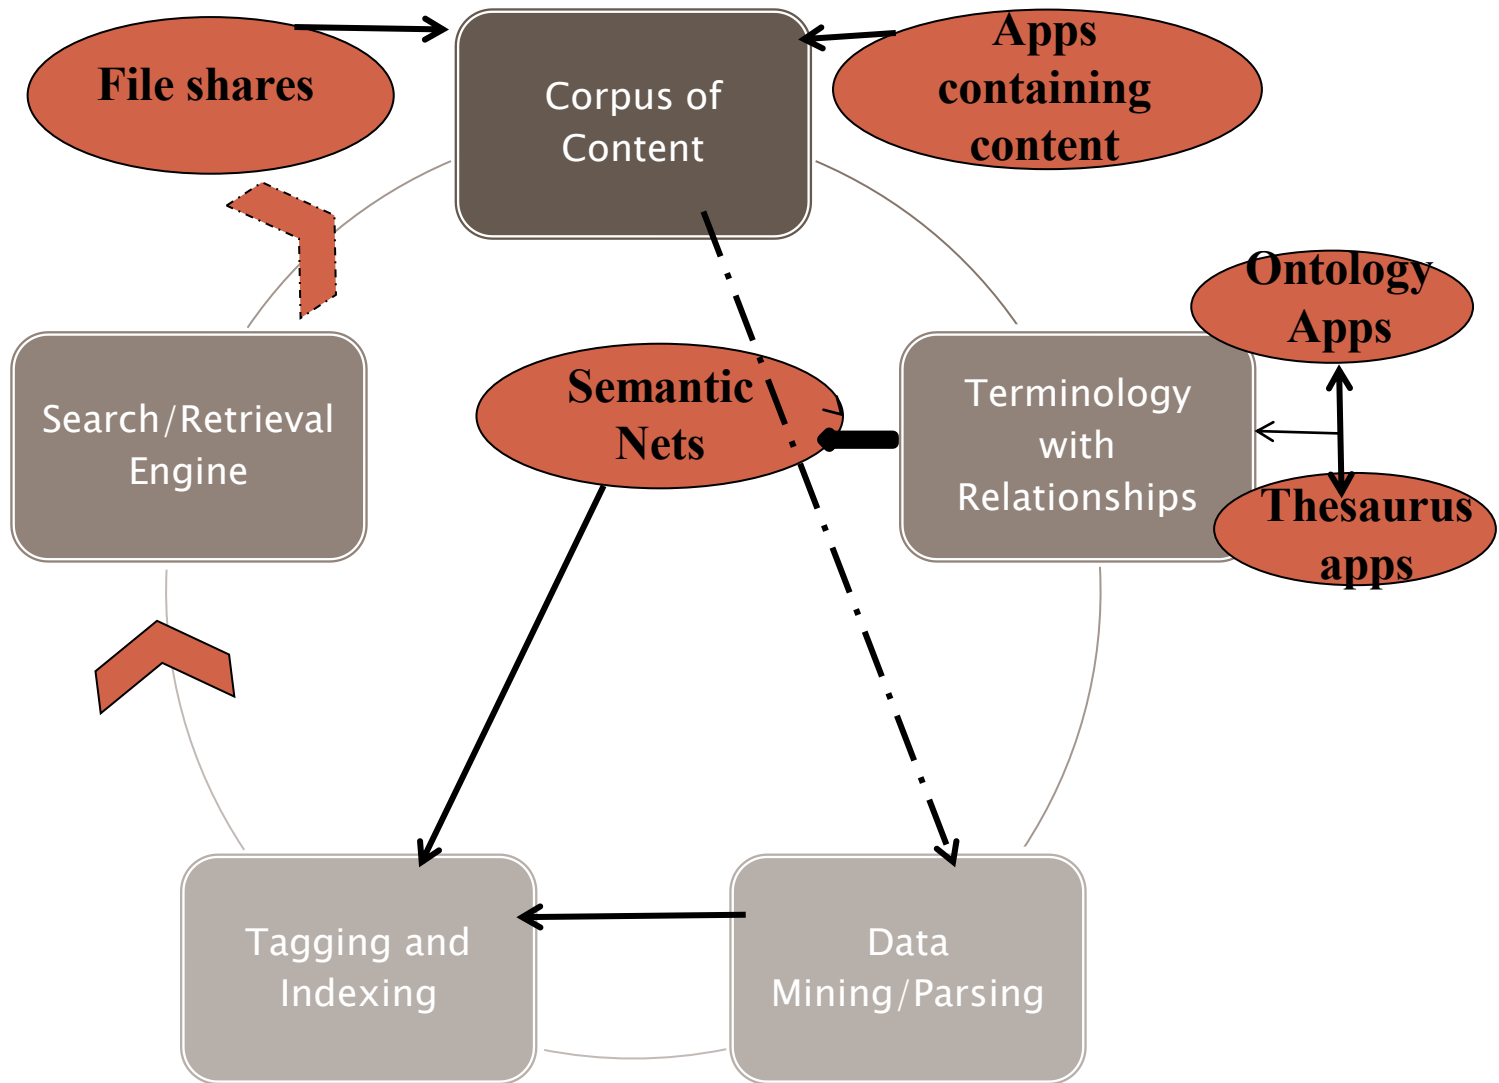 File shares
Corpus of
Content
Apps
containing
content
Search/Retrieval
Engine
Semantic
Nets
Terminology
with
Relationships
Ontology
Apps
Thesaurus
apps
Tagging and
Indexing
Data
Mining/Parsing